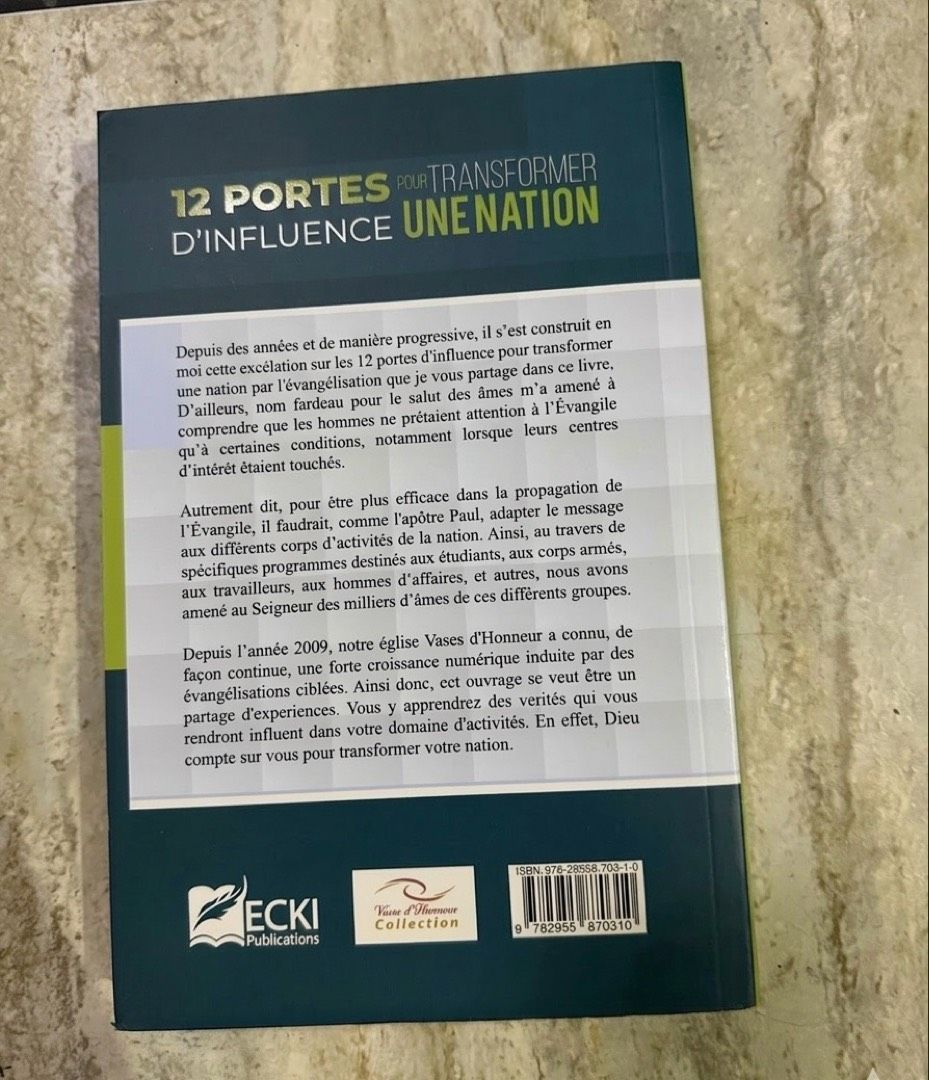 12 PORTES POUR TRANSFORMER
D'INFLUENCE UNE NATION
Depuis des années et de manière progressive, il s'est construit en
moi cette excélation sur les 12 portes d'influence pour transformer
une nation par l'évangélisation que je vous partage dans ce livre.
D'ailleurs, nom fardeau pour le salut des âmes m'a amené à
comprendre que les hommes ne prêtaient attention à l'Évangile
qu'à certaines conditions, notamment lorsque leurs centres
d'intérêt êtaient touchés.
Autrement dit, pour être plus efficace dans la propagation de
l'Évangile, il faudrait, comme l'apôtre Paul, adapter le message
aux différents corps d'activités de la nation. Ainsi, au travers de
spécifiques programmes destinés aux étudiants, aux corps armés,
aux travailleurs, aux hommes d'affaires, et autres, nous avons
amené au Seigneur des milliers d'âmes de ces diffèrents groupes.
Depuis l'année 2009, notre église Vases d'Honneur a connu, de
façon continue, une forte croissance numérique induite par des
évangélisations ciblées. Ainsi donc, cct ouvrage se veut être un
partage d'experiences. Vous y apprendrez des verités qui vous
rendront influent dans votre domaine d'activités. En effet, Dieu
compte sur vous pour transformer votre nation.
ECKI
Publications
Collection
ISBN. 978-28558.703-1-0
9 782955 870310